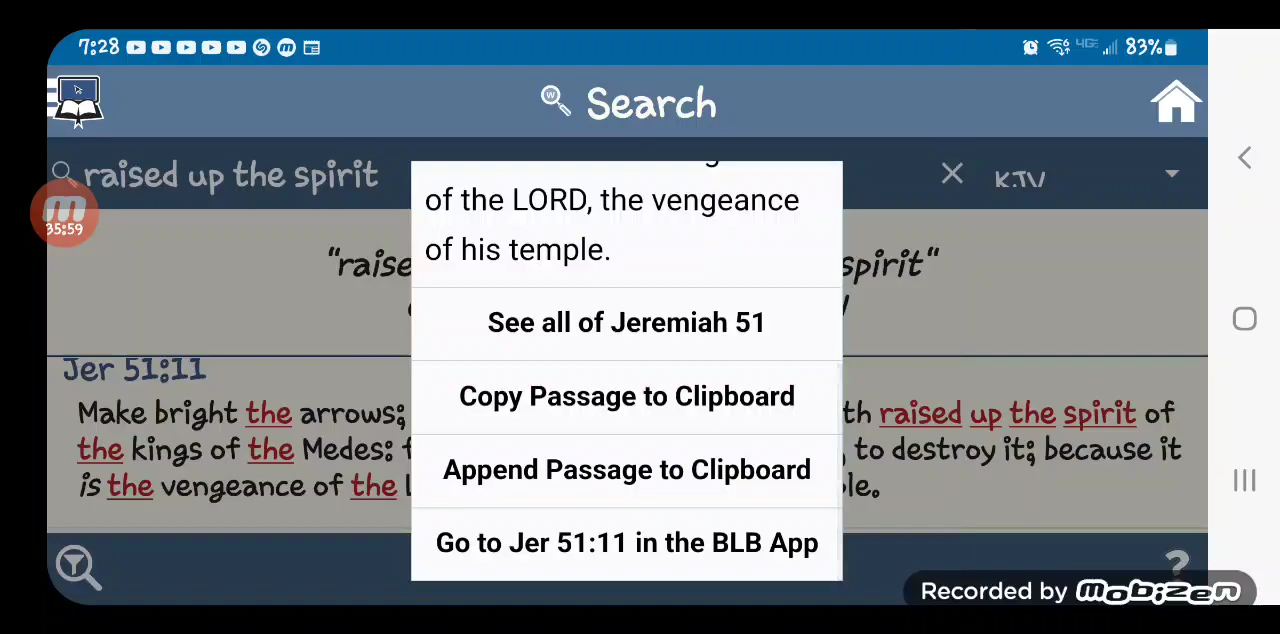 7:28
4GE
83%
Search
raised up the spirit
KJV
35:59
of the LORD, the vengeance
of his temple.
"raise
spirit"
See all of Jeremiah 51
Jer 51:11
Make bright the arrows;
th raised up the spirit of
Copy Passage to Clipboard
the kings of the Medes:
to destroy it; because it
Append Passage to Clipboard
is the vengeance of the
le.
Go to Jer 51:11 in the BLB App
?
Recorded by Mobizen